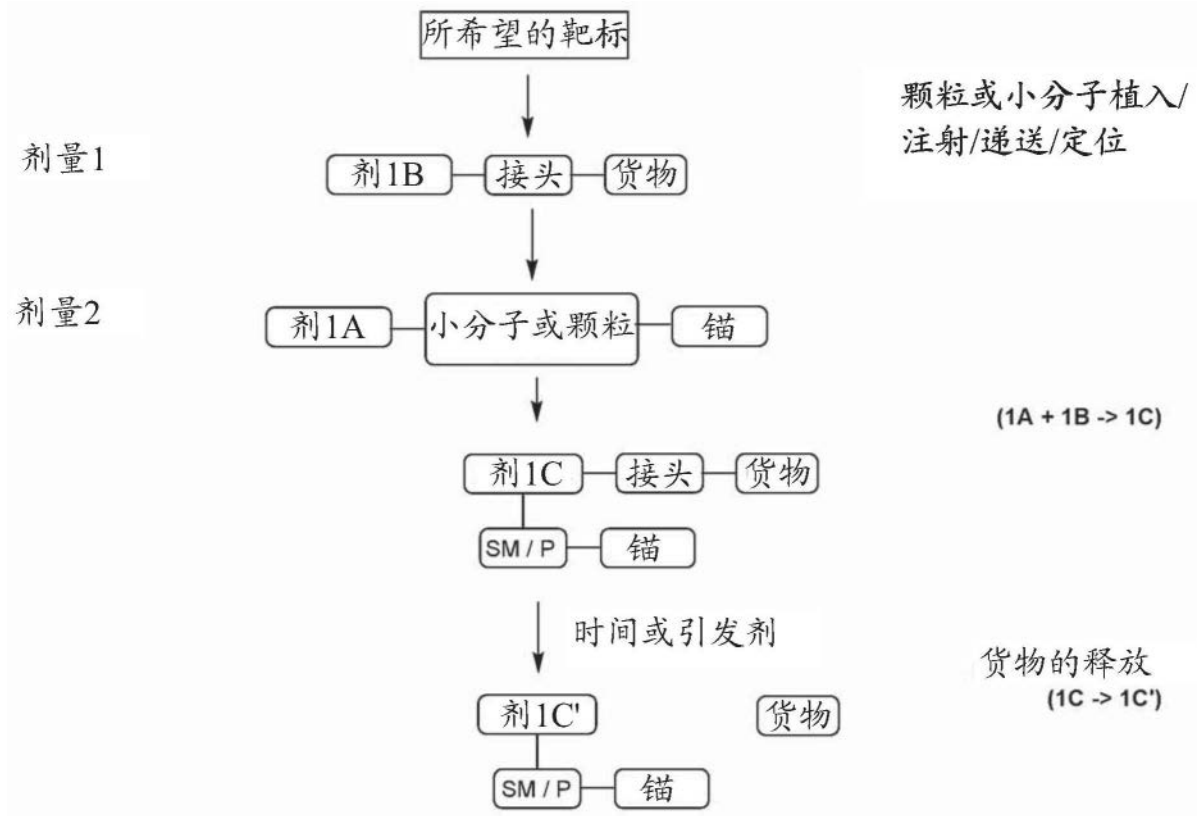 所希望的靶标
颗粒或小分子植入/
注射/递送/定位
剂量1
剂1B 接头 货物
剂量2
剂1A 小分子或颗粒 锚
(1A + 1B -> 1C)
剂1C 接头 货物
SM / P 锚
时间或引发剂
货物的释放
(1C -> 1C')
剂1C' 货物
SM / P 锚